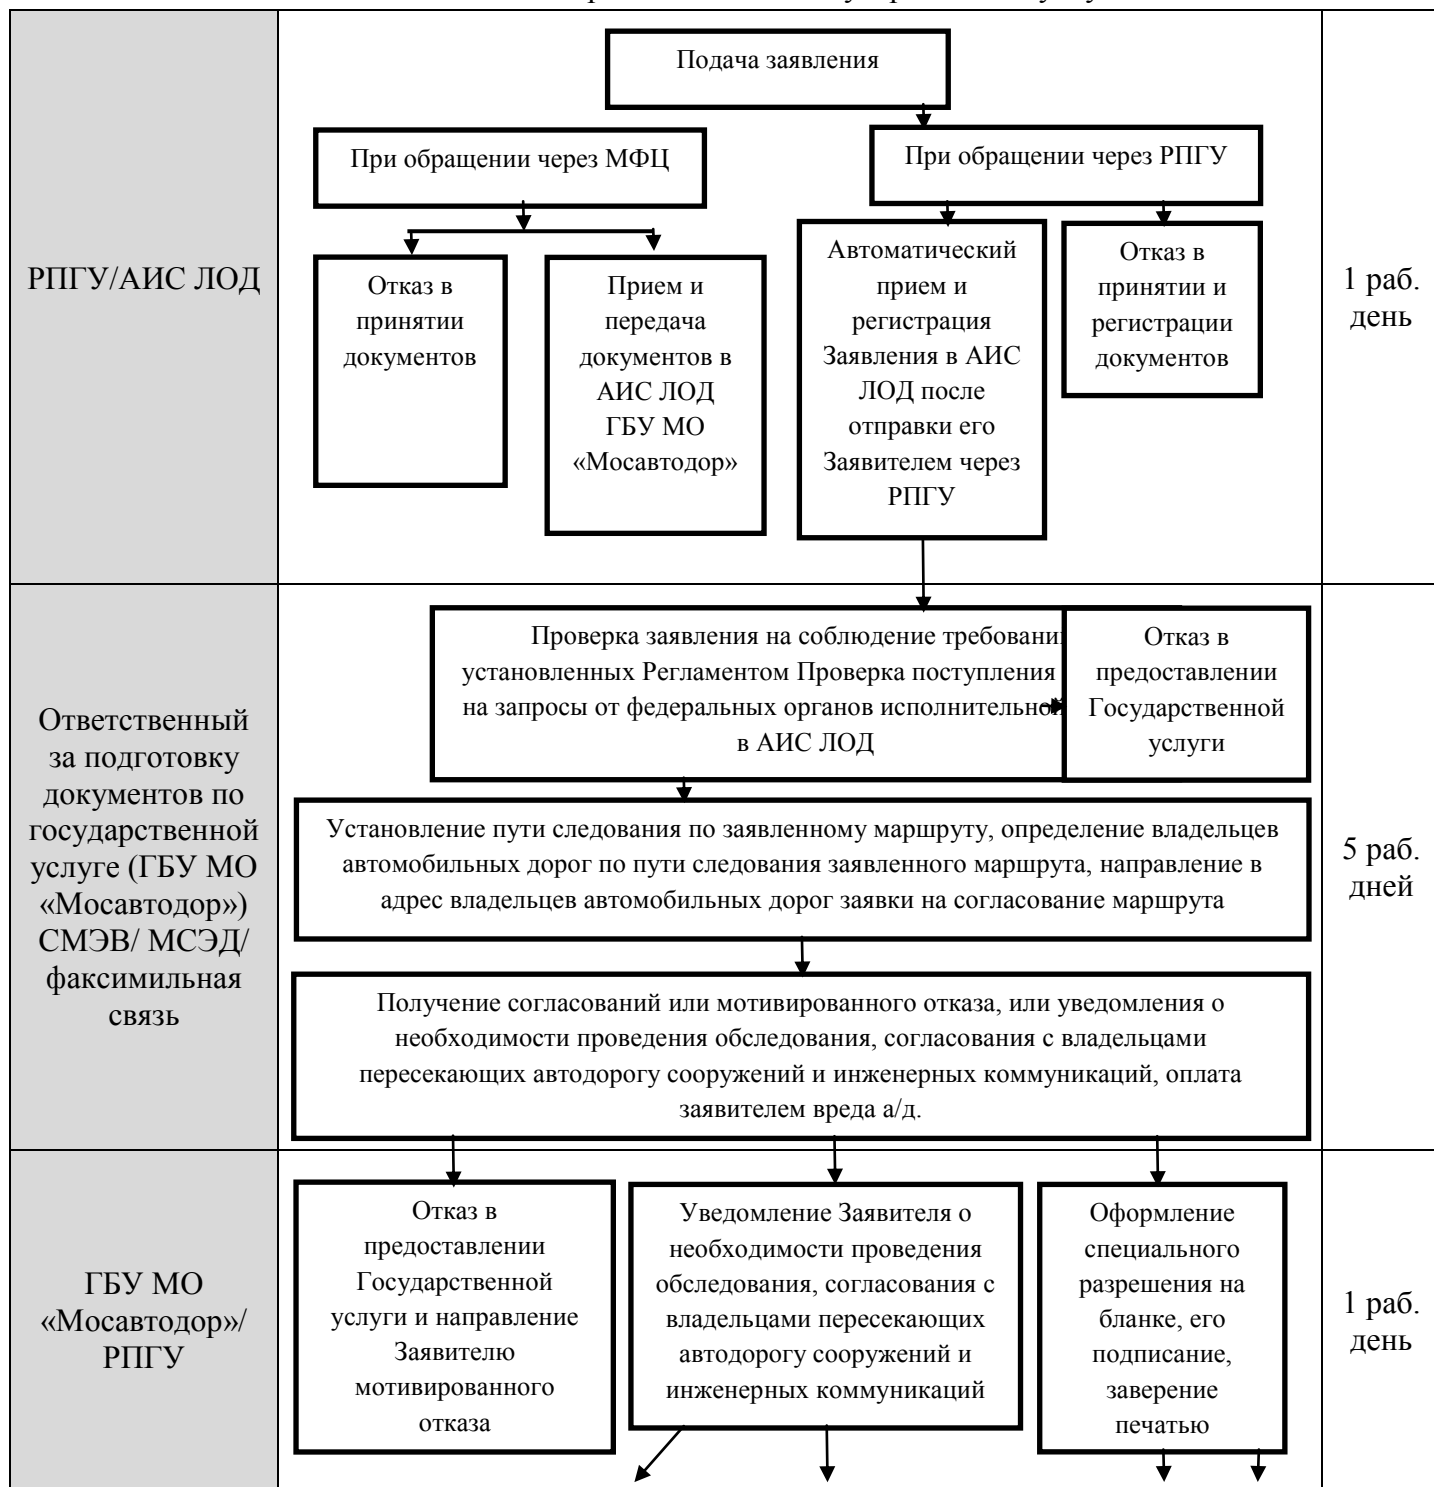 Подача заявления
При обращении через МФЦ
При обращении через РПГУ
РПГУ/АИС ЛОД
Отказ в
принятии
документов
Прием и
передача
документов в
АИС ЛОД
ГБУ МО
«Мосавтодор»
Автоматический
прием и
регистрация
Заявления в АИС
ЛОД после
отправки его
Заявителем через
РПГУ
Отказ в
принятии и
регистрации
документов
1 раб.
день
Ответственный
за подготовку
документов по
государственной
услуге (ГБУ МО
«Мосавтодор»)
СМЭВ/ МСЭД/
факсимильная
связь
Проверка заявления на соблюдение
установленных Регламентом Проверка поступления
на запросы от федеральных органов исполнительной
в АИС ЛОД
Отказ в
предоставлении
Государственной
услуги
Установление пути следования по заявленному маршруту, определение владельцев
автомобильных дорог по пути следования заявленного маршрута, направление в
адрес владельцев автомобильных дорог заявки на согласование маршрута
Получение согласований или мотивированного отказа, или уведомления о
необходимости проведения обследования, согласования с владельцами
пересекающих автодорогу сооружений и инженерных коммуникаций, оплата
заявителем вреда а/д.
5 раб.
дней
ГБУ МО
«Мосавтодор»/
РПГУ
Отказ в
предоставлении
Государственной
услуги и направление
Заявителю
мотивированного
отказа
Уведомление Заявителя о
необходимости проведения
обследования, согласования с
владельцами пересекающих
автодорогу сооружений и
инженерных коммуникаций
Оформление
специального
разрешения на
бланке, его
подписание,
заверение
печатью
1 раб.
день